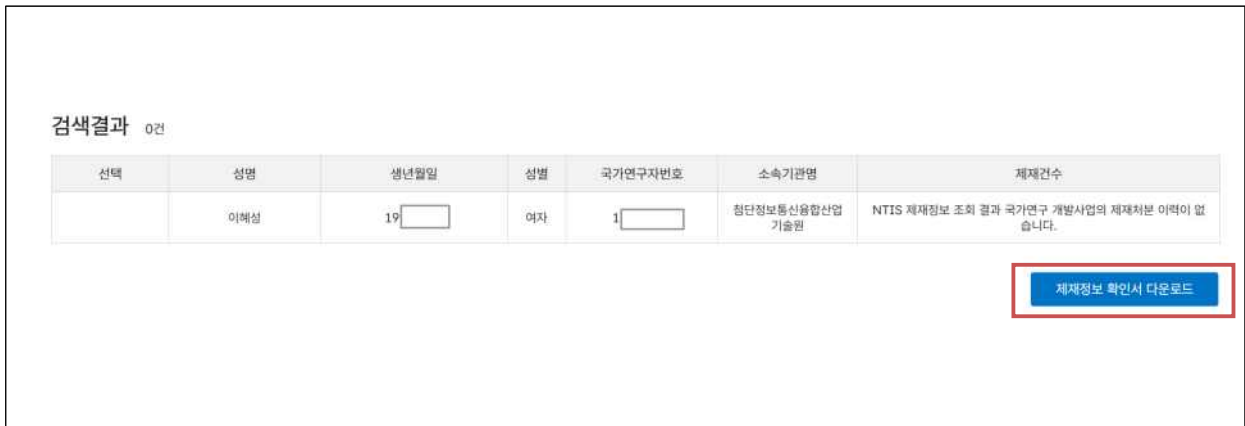 검색결과 0건
선택 성명 생년월일 성별 국가연구자번호 소속기관명 제재건수
이혜성 19 여자 1 첨단정보통신융합산업 NTIS 제재정보 조회 결과 국가연구 개발사업의 제재처분 이력이 없
기술원 습니다.
제재정보 확인서 다운로드